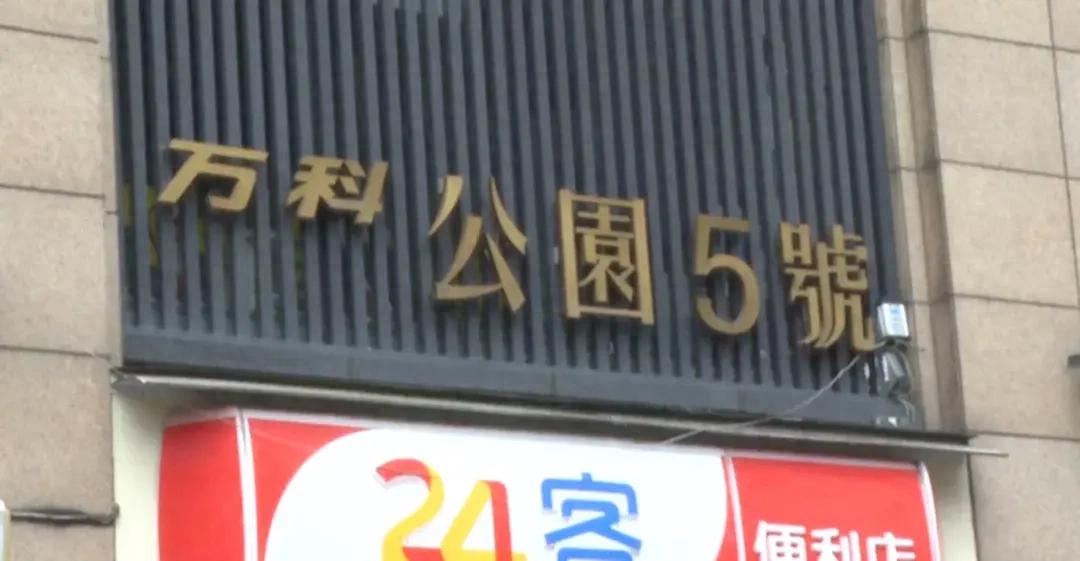 万科 公園 5號
24客 便利店